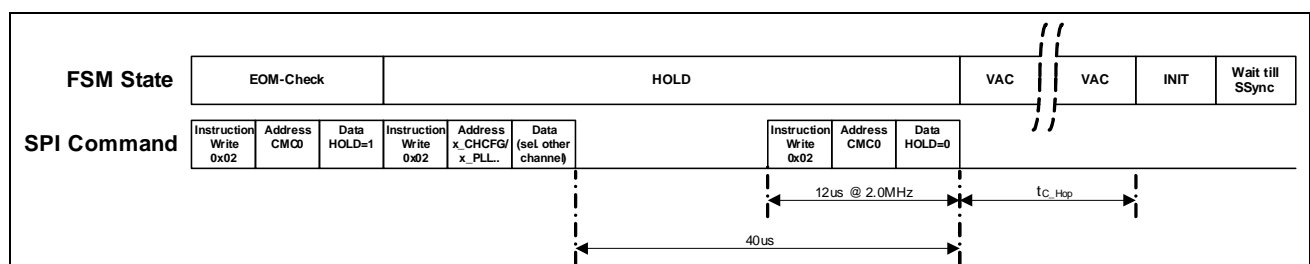 FSM State
EOM-Check
HOLD
VAC
VAC
INIT
Wait till
SSync
SPI Command
Instruction
Write
0x02
Address
CMC0
Data
HOLD=1
Instruction
Write
0x02
Address
x_CHCFG/
x_PLL..
Data
(sel. other
channel)
Instruction
Write
0x02
Address
CMC0
Data
HOLD=0
12us @ 2.0MHz
tC_Hop
40us